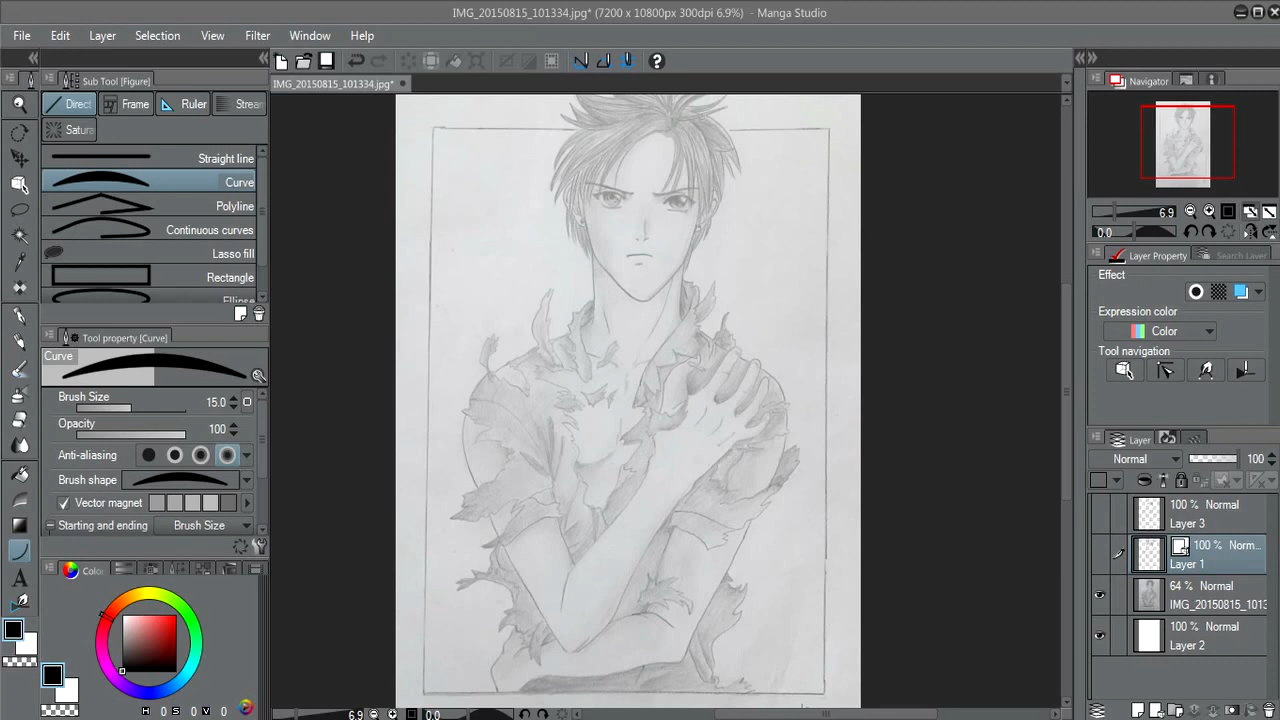 IMG_20150815_101334.jpg* (7200 x 10800px 300dpi 6.9%) - Manga Studio
File Edit Layer Selection View Filter Window Help
IMG_20150815_101334.jpg*
Sub Tool [Figure]
Direct Frame Ruler Stream
Satura
Straight line
Curve
Polyline
Continuous curves
Lasso fill
Rectangle
Ellipse
Tool property [Curve]
Curve
Brush Size 15.0
Opacity 100
Anti-aliasing
Brush shape
Vector magnet
Starting and ending Brush Size
Color
H 0 S 0 V 0
6.9 0.0
Navigator
6.9
0.0
Layer Property Search Layer
Effect
Expression color
Color
Tool navigation
Layer
Normal 100
100 % Normal
Layer 3
100 % Norm...
Layer 1
64 % Normal
IMG_20150815_1013
100 % Normal
Layer 2